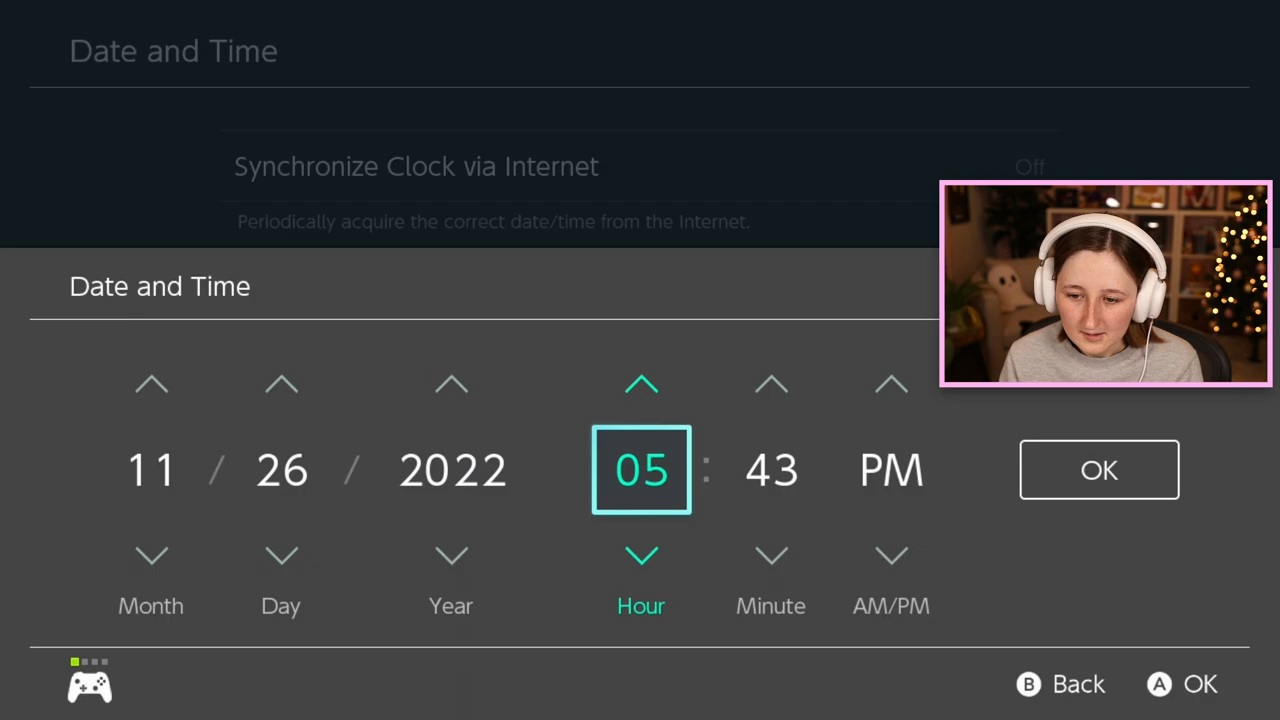 Date and Time
Synchronize Clock via Internet Off
Periodically acquire the correct date/time from the Internet.
Date and Time
11 / 26 / 2022 05 : 43 PM OK
Month Day Year Hour Minute AM/PM
B Back A OK